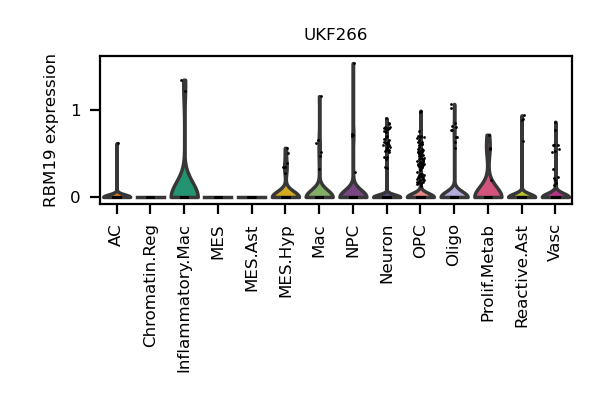 UKF266
RBM19 expression
1
0
AC
Chromatin.Reg
Inflammatory.Mac
MES
MES.Ast
MES.Hyp
Mac
NPC
Neuron
OPC
Oligo
Prolif.Metab
Reactive.Ast
Vasc